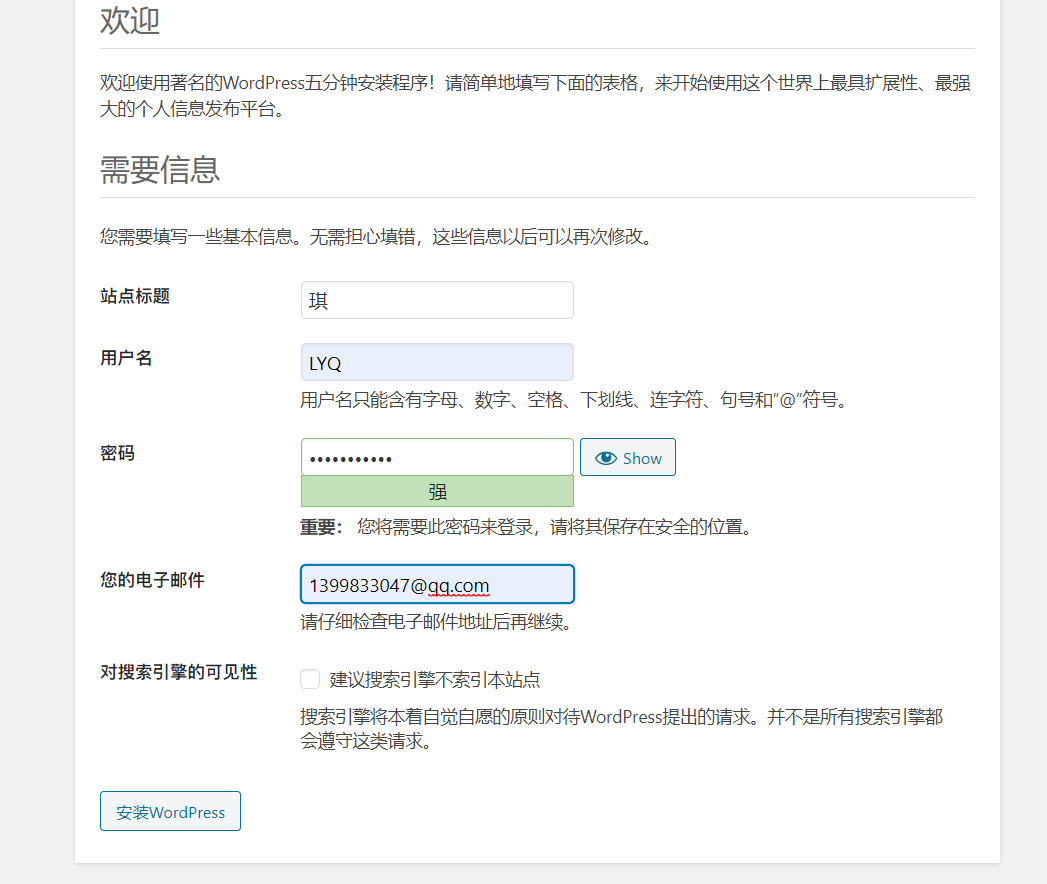 欢迎
欢迎使用著名的WordPress五分钟安装程序！请简单地填写下面的表格，来开始使用这个世界上最具扩展性、最强
大的个人信息发布平台。
需要信息
您需要填写一些基本信息。无需担心填错，这些信息以后可以再次修改。
站点标题
琪
用户名
LYQ
用户名只能含有字母、数字、空格、下划线、连字符、句号和“@”符号。
密码
•••••••••••
Show
强
重要： 您将需要此密码来登录，请将其保存在安全的位置。
您的电子邮件
1399833047@qq.com
请仔细检查电子邮件地址后再继续。
对搜索引擎的可见性
建议搜索引擎不索引本站点
搜索引擎将本着自觉自愿的原则对待WordPress提出的请求。并不是所有搜索引擎都
会遵守这类请求。
安装WordPress